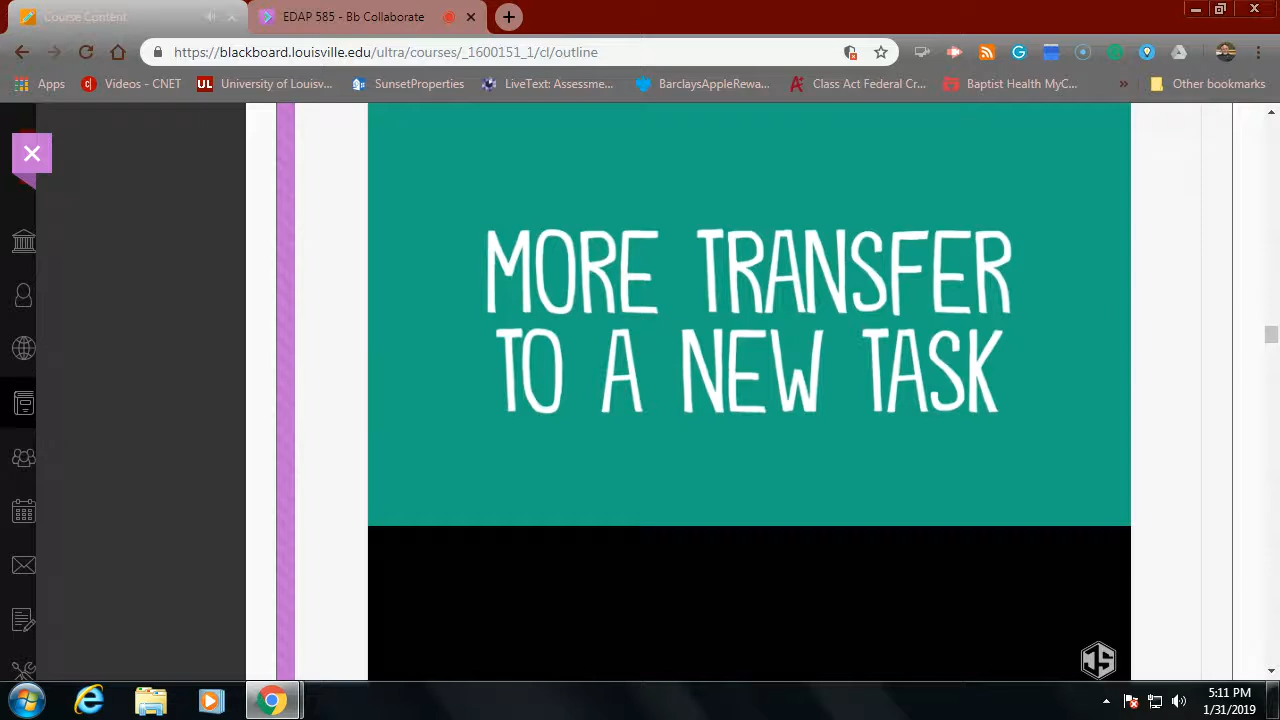 Course Content
EDAP 585 - 8b Collaborate
https://blackboard.louisville.edu/ultra/courses/_1600151_1/cl/outline
Apps
Videos - CNET
University of Louisv...
SunsetProperties
LiveText Assessme...
BarclaysAppleRewa...
Class Act Federal Cr...
Baptist Health MyC...
Other bookmarks
MORE TRANSFER
TO A NEW TASK
5:11 PM
1/31/2019